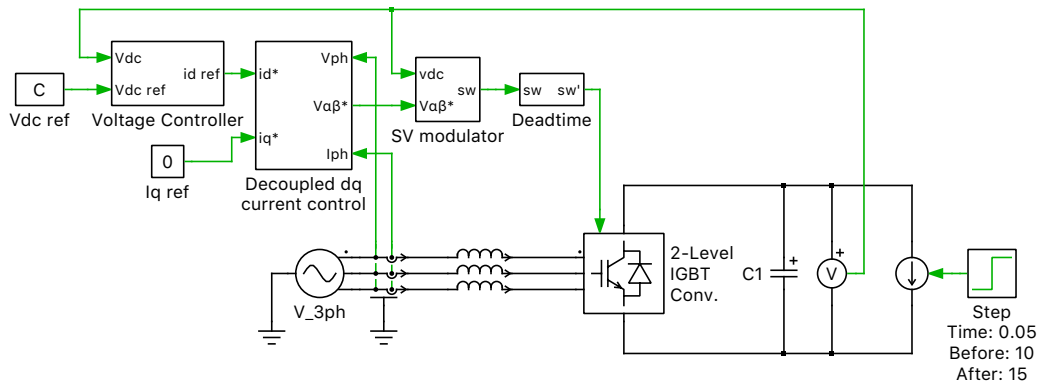 Vdc
Vdc ref
id ref
C
Vdc ref
Voltage Controller
0
Iq ref
id*
iq*
Vph
Vαβ*
Iph
Decoupled dq
current control
vdc
Vαβ*
sw
SV modulator
sw
sw'
Deadtime
V_3ph
2-Level
IGBT
Conv.
C1
+
V
+
Step
Time: 0.05
Before: 10
After: 15